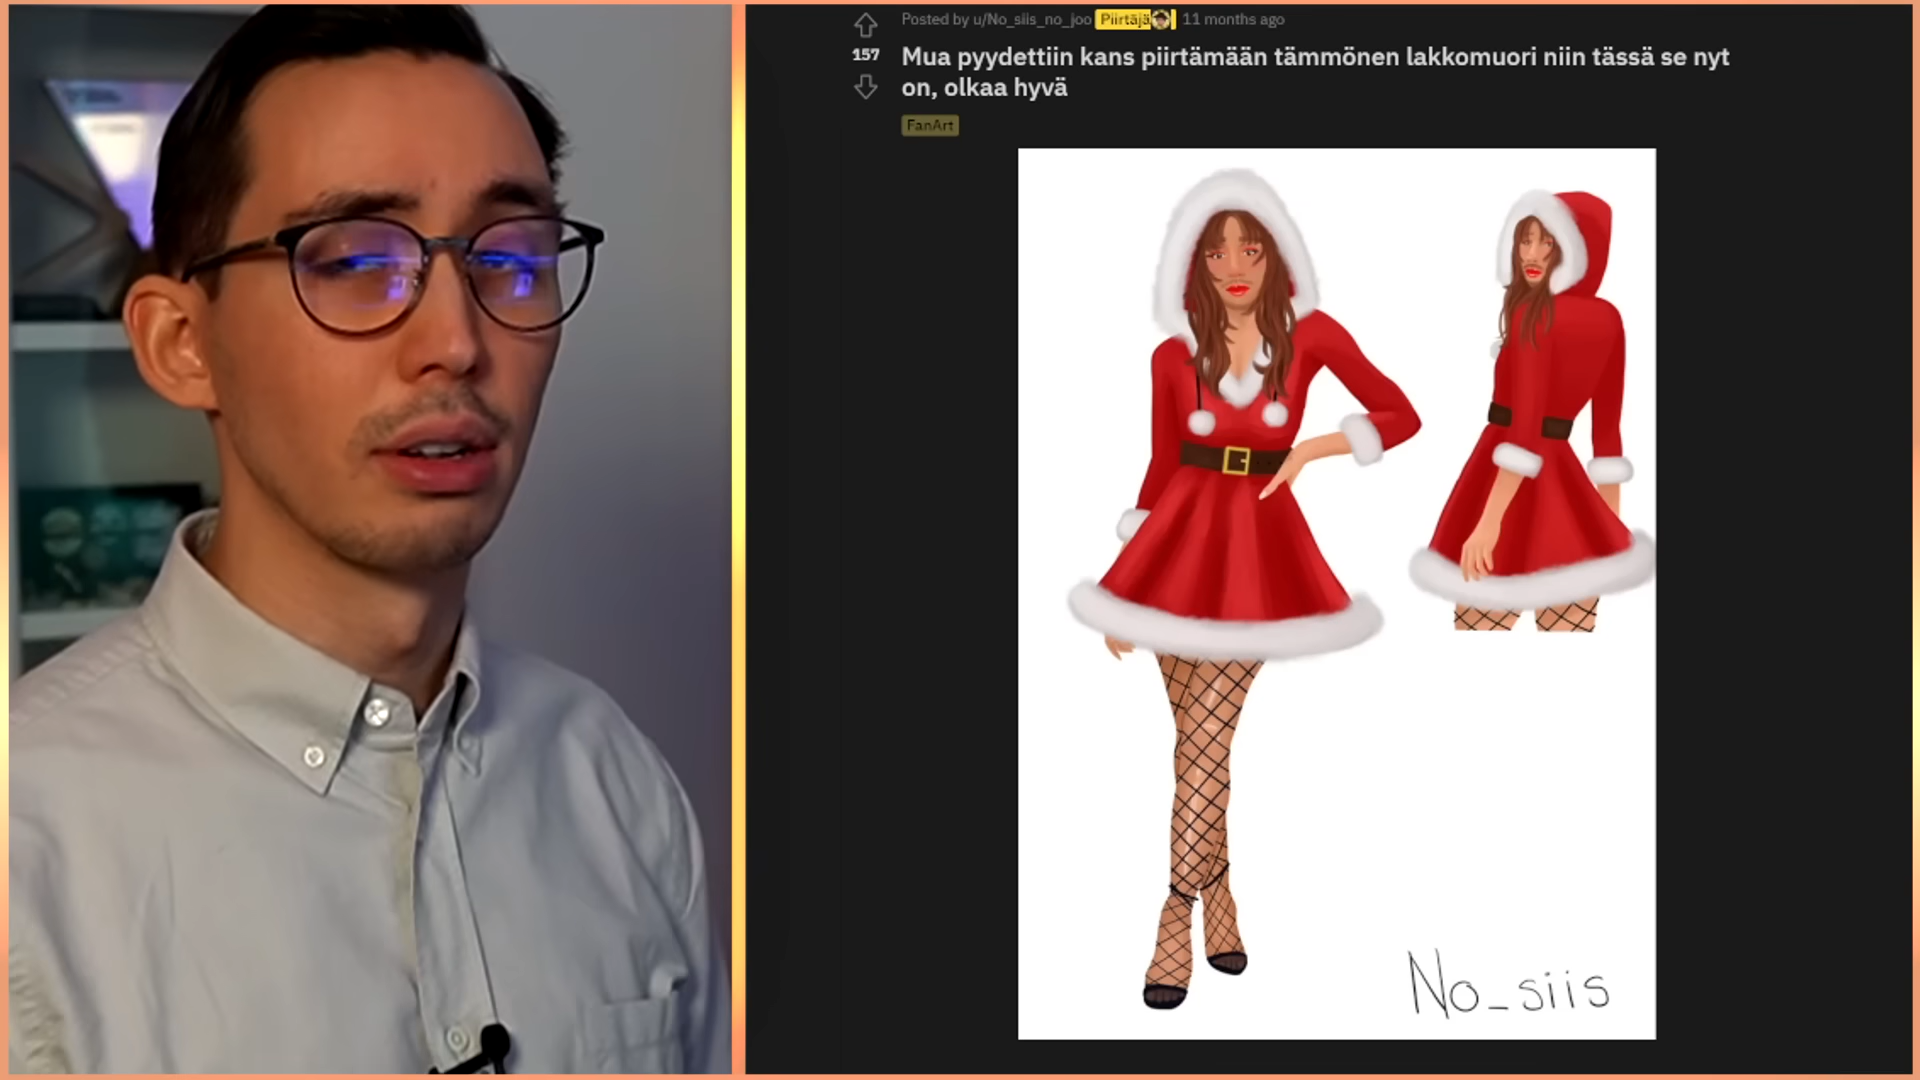 Posted by u/No_siis_no_joo Piirtäjä 11 months ago
157
Mua pyydettiin kans piirtämään tämmönen lakkomuori niin tässä se nyt
on, olkaa hyvä
FanArt
No_siis